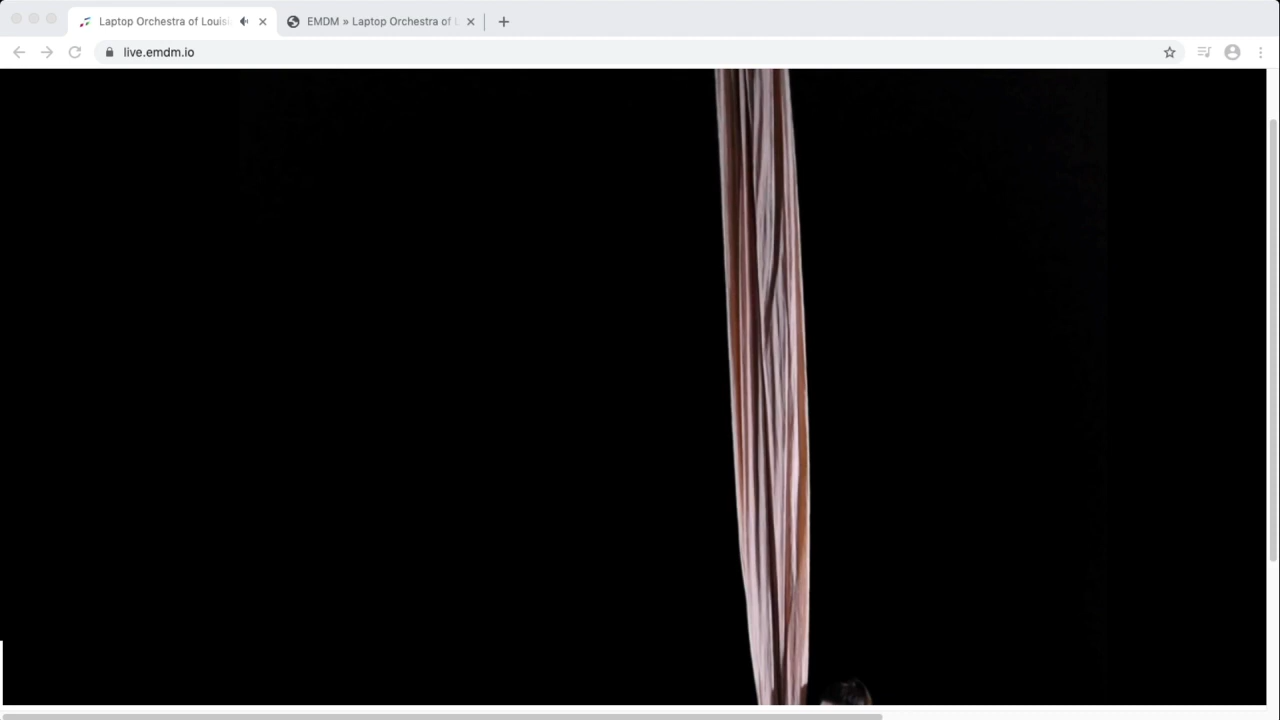 Laptop Orchestra of Louisi
EMDM » Laptop Orchestra of L
live.emdm.io